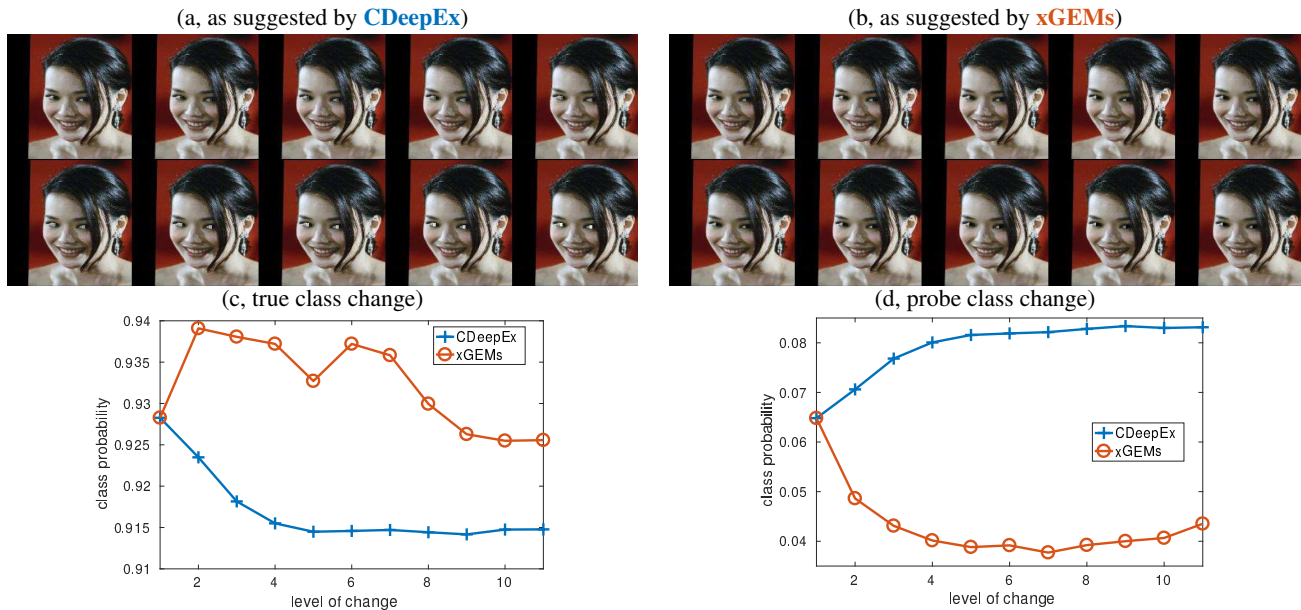 (a, as suggested by CDeepEx)
(b, as suggested by xGEMs)
(c, true class change)
0.94
0.935
0.93
0.925
0.92
0.915
0.91
class probability
CDeepEx
xGEMs
2
4
6
8
10
level of change
(d, probe class change)
0.08
0.07
0.06
0.05
0.04
class probability
CDeepEx
xGEMs
2
4
6
8
10
level of change